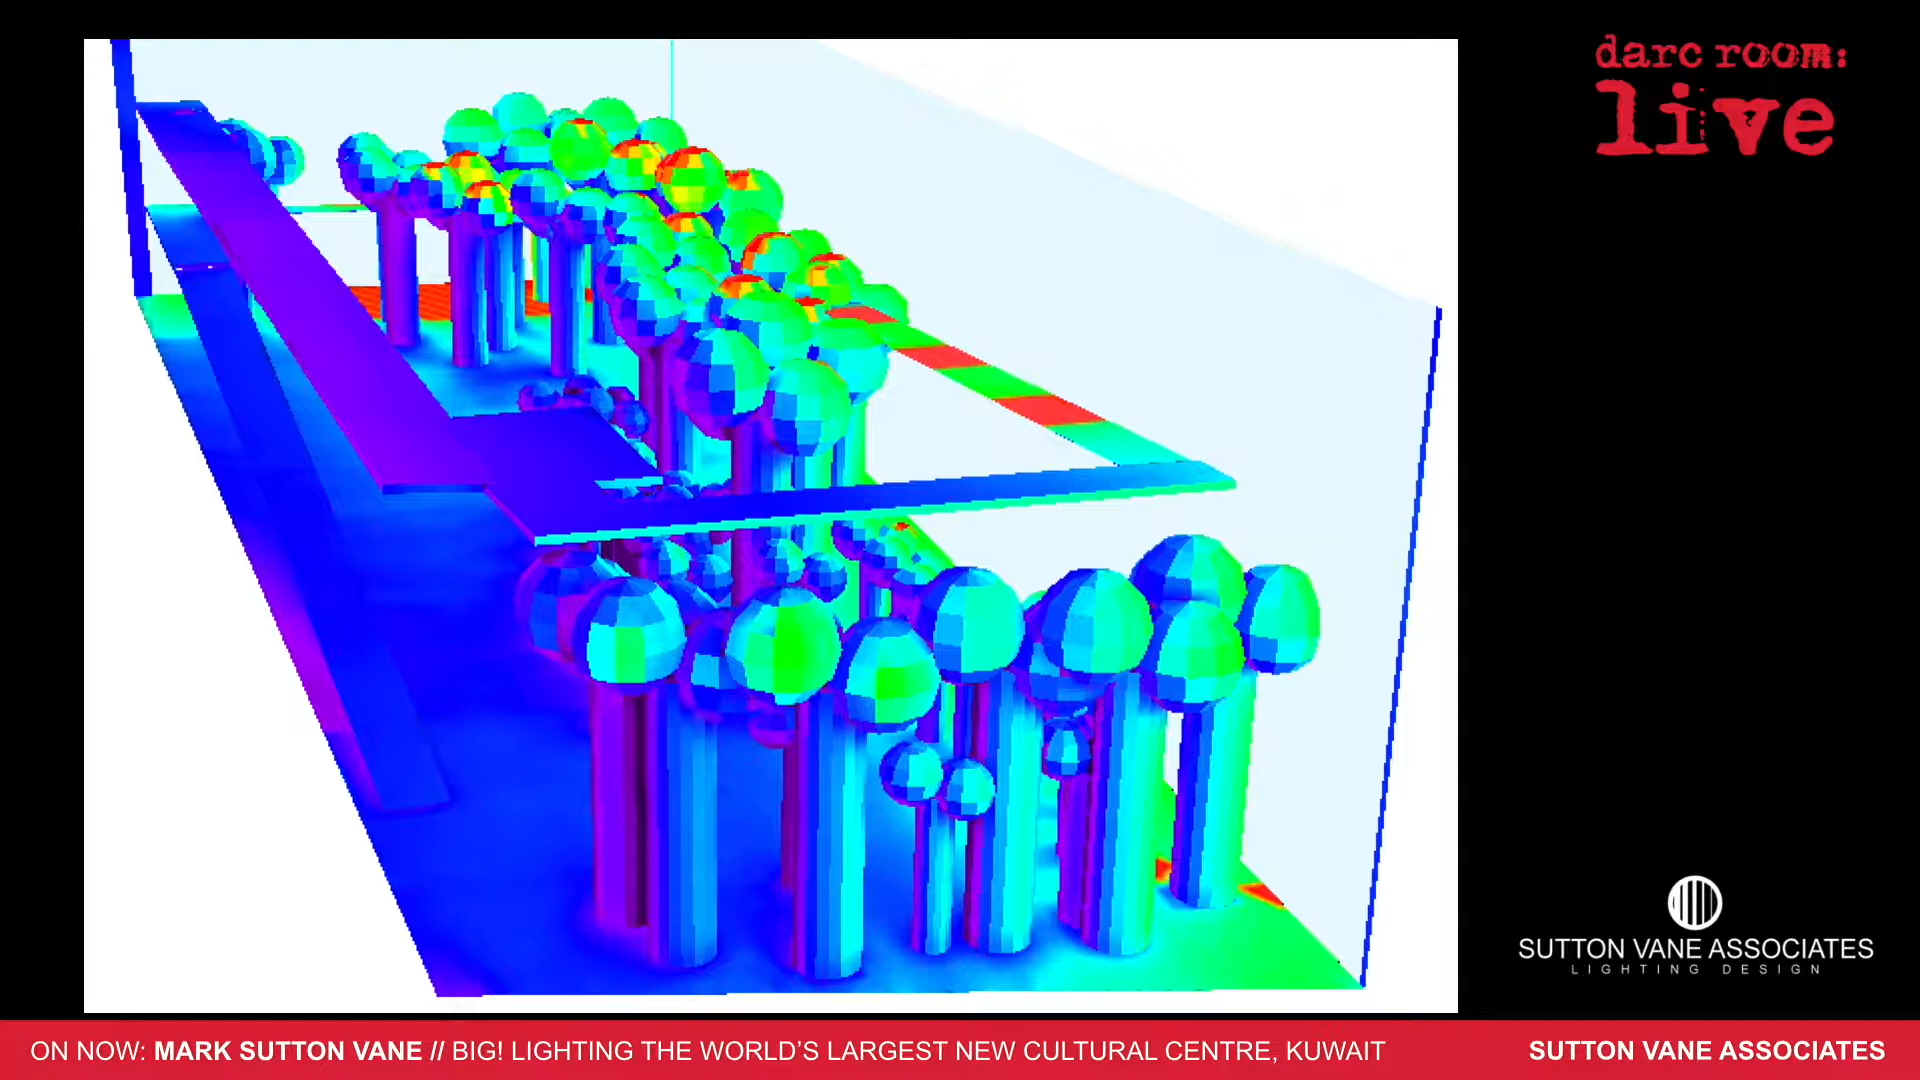 darc room:
live
SUTTON VANE ASSOCIATES
LIGHTING DESIGN
ON NOW: MARK SUTTON VANE // BIG! LIGHTING THE WORLD'S LARGEST NEW CULTURAL CENTRE, KUWAIT
SUTTON VANE ASSOCIATES